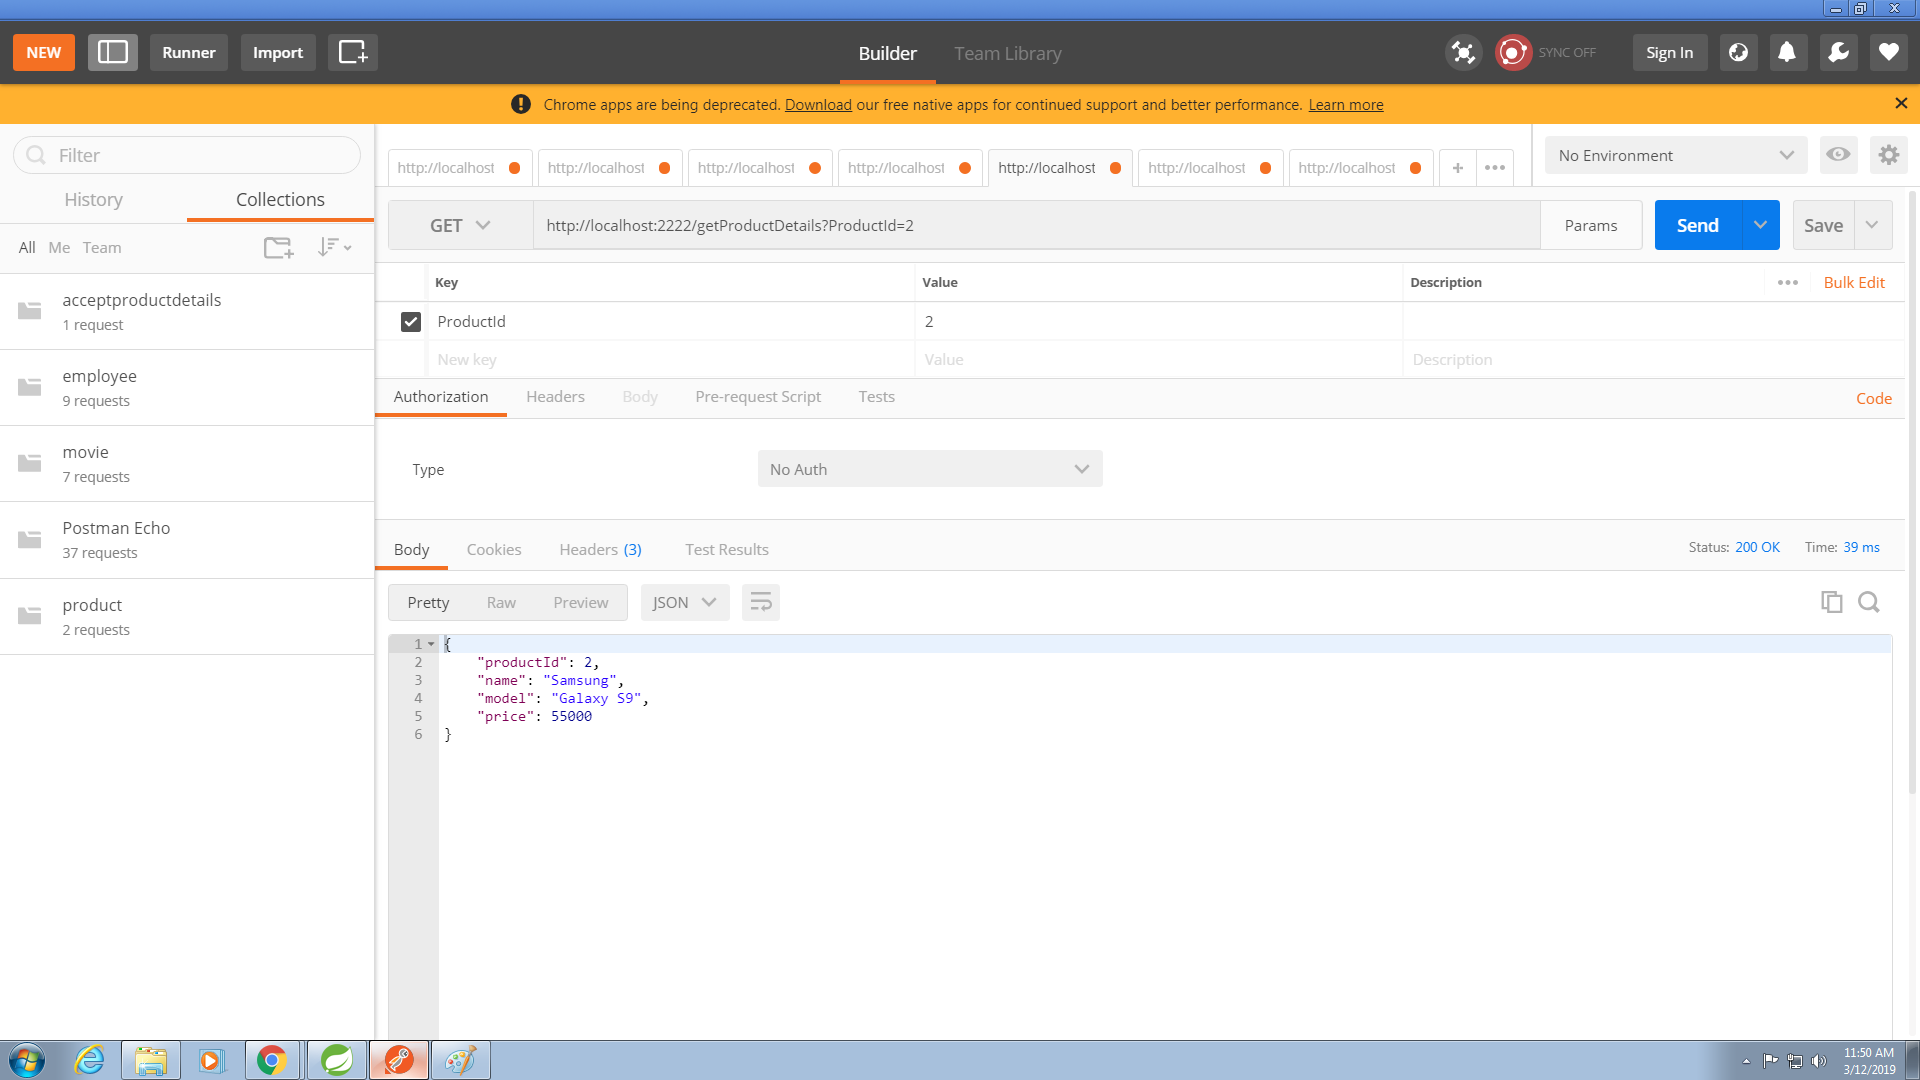 NEW
Runner
Import
Builder
Team Library
SYNC OFF
Sign In
Chrome apps are being deprecated. Download our free native apps for continued support and better performance. Learn more
Filter
History
Collections
All Me Team
acceptproductdetails
1 request
employee
9 requests
movie
7 requests
Postman Echo
37 requests
product
2 requests
http://localhost
http://localhost
http://localhost
http://localhost
http://localhost
http://localhost
http://localhost
No Environment
GET
http://localhost:2222/getProductDetails?ProductId=2
Params
Send
Save
Key Value Description Bulk Edit
ProductId 2
New key Value Description
Authorization Headers Body Pre-request Script Tests Code
Type No Auth
Body Cookies Headers (3) Test Results Status: 200 OK Time: 39 ms
Pretty Raw Preview JSON
1 {
2 "productId": 2,
3 "name": "Samsung",
4 "model": "Galaxy S9",
5 "price": 55000
6 }
11:50 AM
3/12/2019